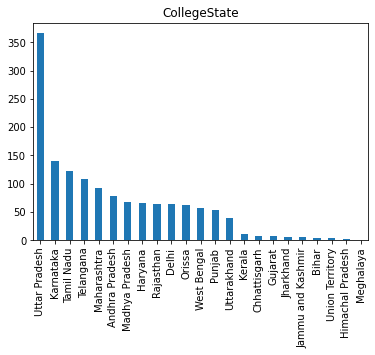 CollegeState
350
300
250
200
150
100
50
0
Uttar Pradesh
Karnataka
Tamil Nadu
Telangana
Maharashtra
Andhra Pradesh
Madhya Pradesh
Haryana
Rajasthan
Delhi
Orissa
West Bengal
Punjab
Uttarakhand
Kerala
Chhattisgarh
Gujarat
Jharkhand
Jammu and Kashmir
Bihar
Union Territory
Himachal Pradesh
Meghalaya